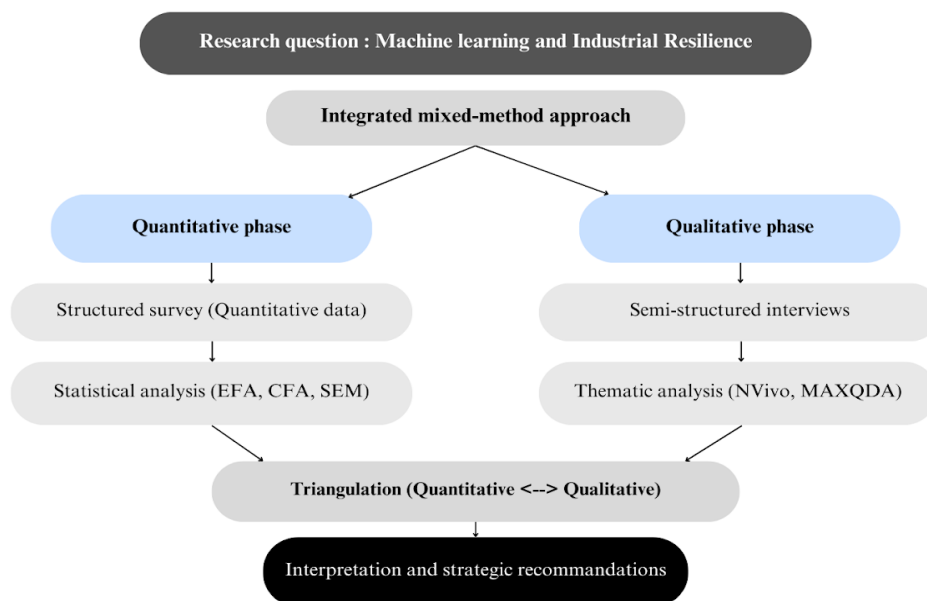 Research question : Machine learning and Industrial Resilience
Integrated mixed-method approach
Quantitative phase
Qualitative phase
Structured survey (Quantitative data)
Semi-structured interviews
Statistical analysis (EFA, CFA, SEM)
Thematic analysis (NVivo, MAXQDA)
Triangulation (Quantitative <--> Qualitative)
Interpretation and strategic recommandations